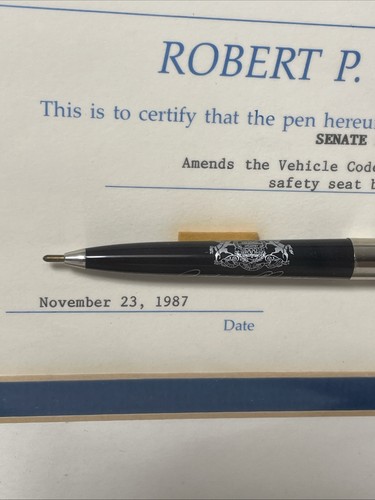 ROBERT P.
This is to certify that the pen
SENATE
Amends the Vehicle Code
safety seat
November 23, 1987
Date